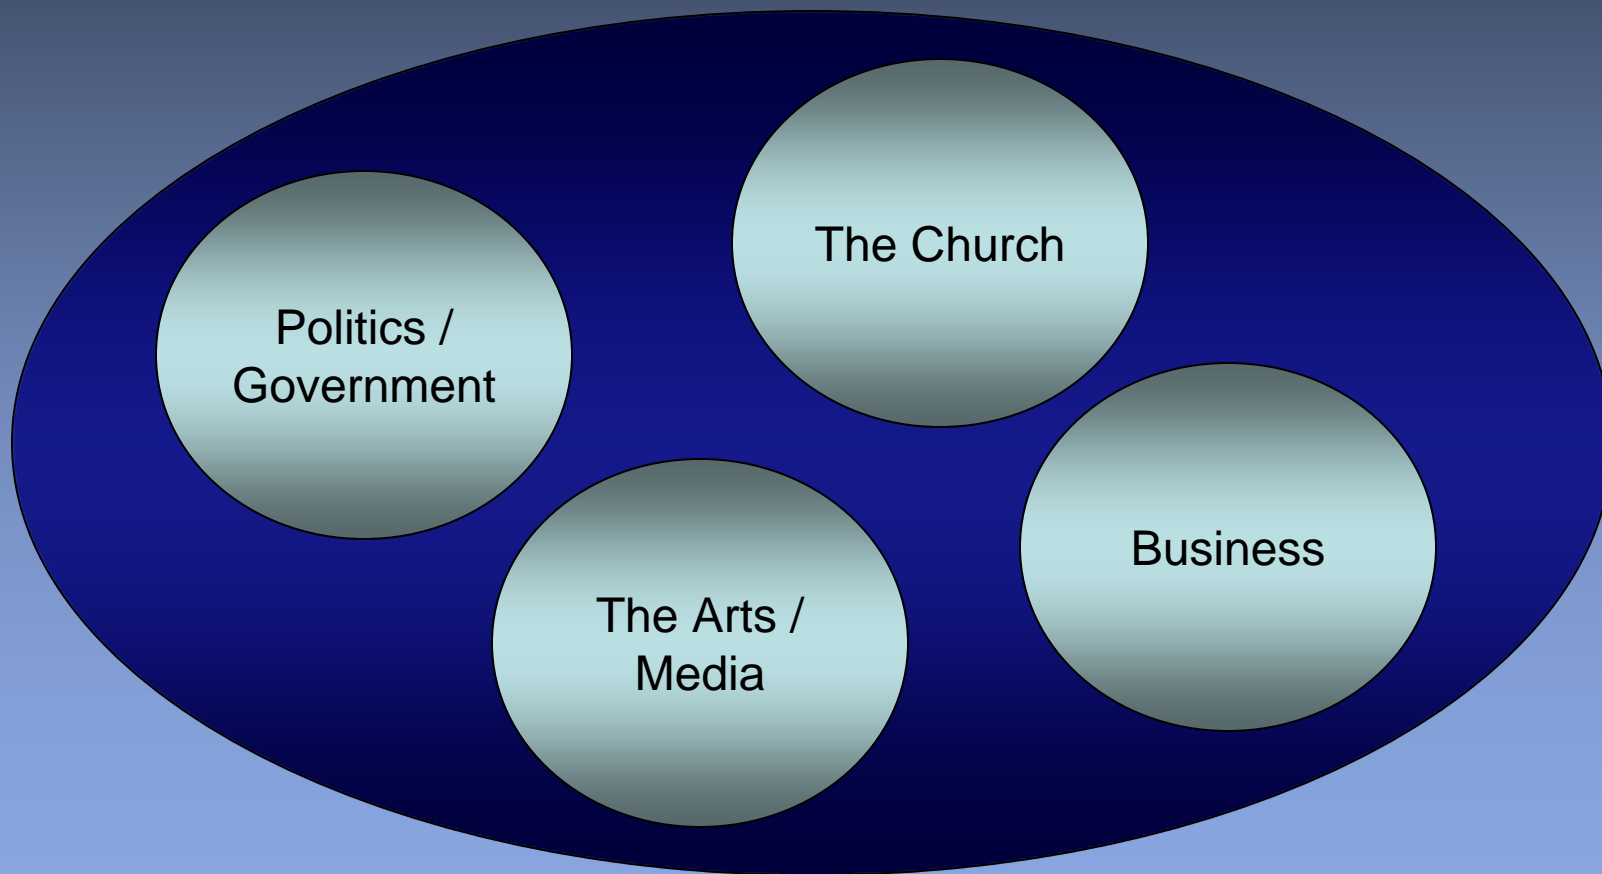 The Church
Politics /
Government
Business
The Arts /
Media